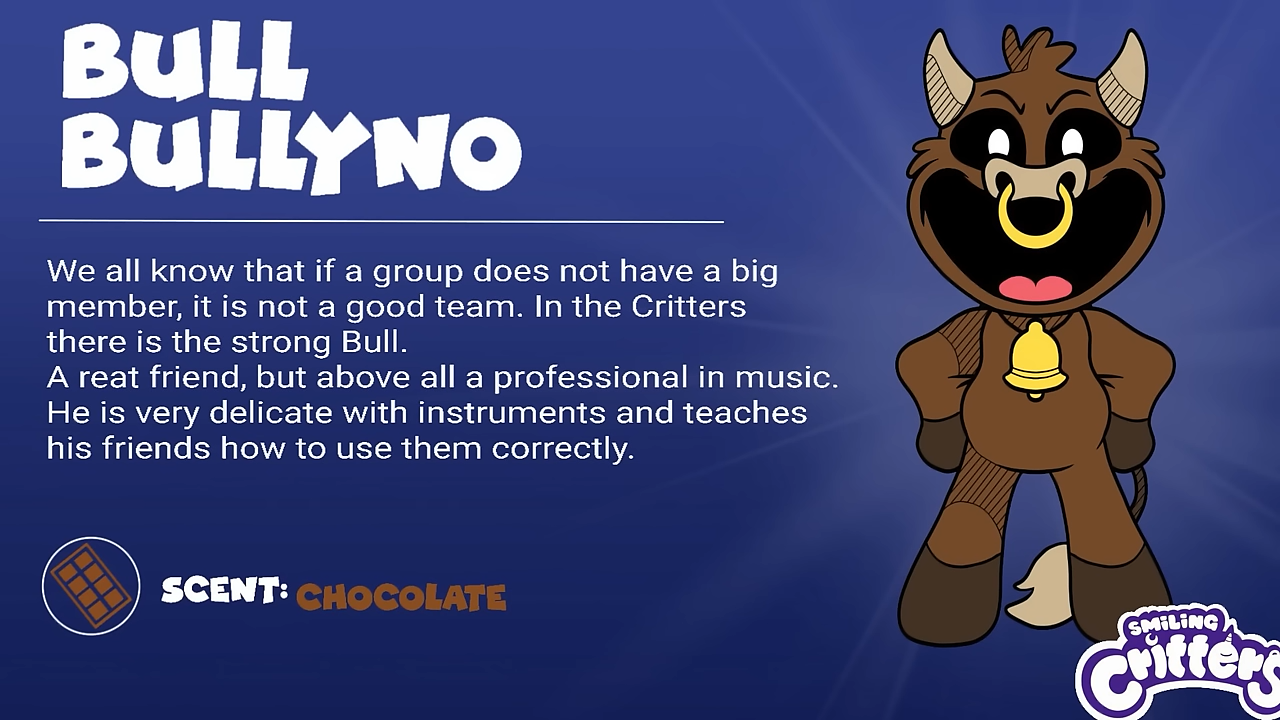 BULL
BULLYNO
We all know that if a group does not have a big
member, it is not a good team. In the Critters
there is the strong Bull.
A reat friend, but above all a professional in music.
He is very delicate with instruments and teaches
his friends how to use them correctly.
SCENT: CHOCOLATE
SMiLiNG
Critters